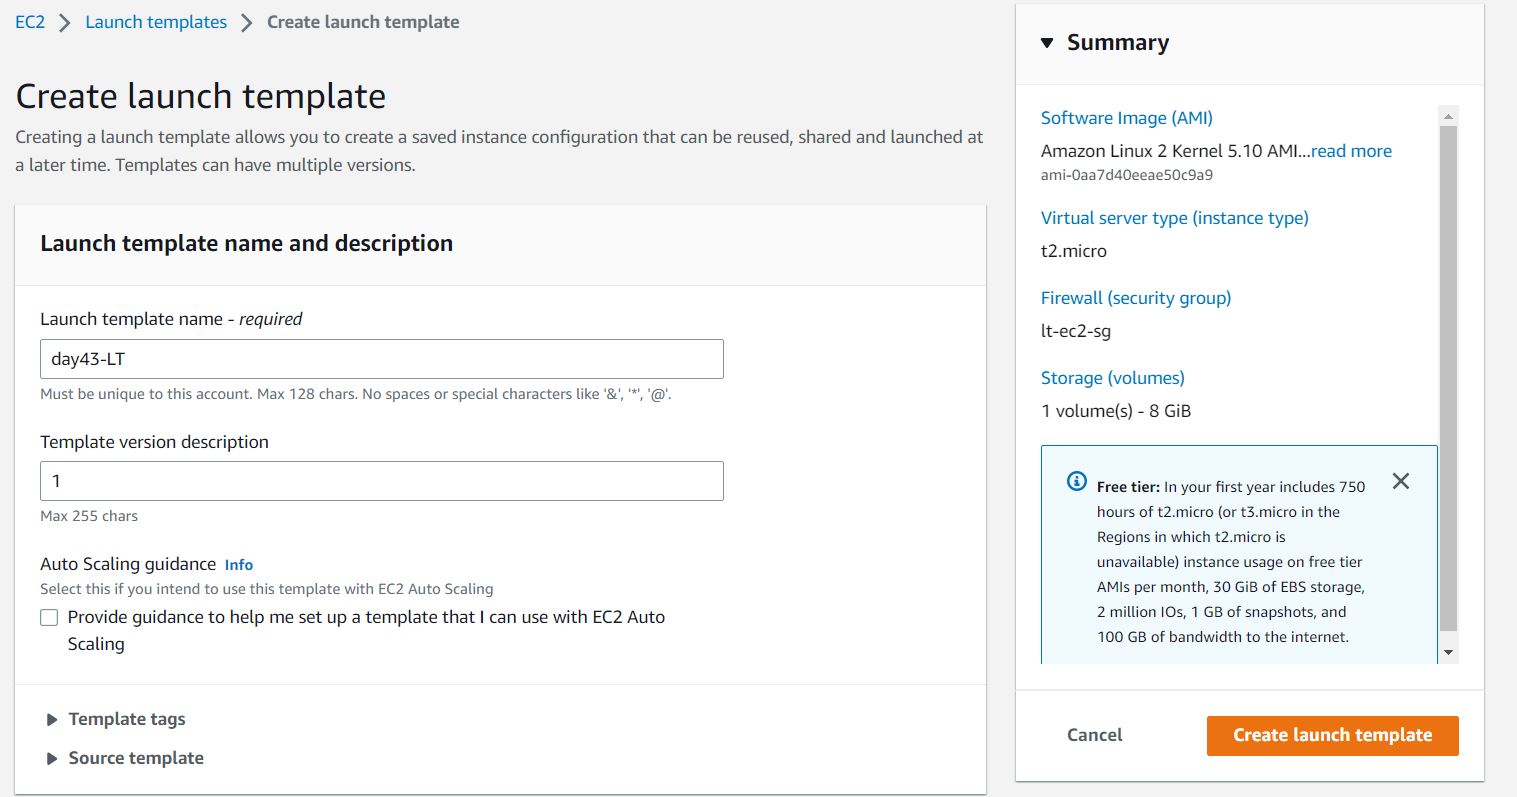 EC2 > Launch templates > Create launch template
Create launch template
Creating a launch template allows you to create a saved instance configuration that can be reused, shared and launched at
a later time. Templates can have multiple versions.
Launch template name and description
Launch template name - required
day43-LT
Must be unique to this account. Max 128 chars. No spaces or special characters like '&', '*', '@'.
Template version description
1
Max 255 chars
Auto Scaling guidance Info
Select this if you intend to use this template with EC2 Auto Scaling
Provide guidance to help me set up a template that I can use with EC2 Auto
Scaling
Template tags
Source template
Summary
Software Image (AMI)
Amazon Linux 2 Kernel 5.10 AMI...read more
ami-0aa7d40eeae50c9a9
Virtual server type (instance type)
t2.micro
Firewall (security group)
lt-ec2-sg
Storage (volumes)
1 volume(s) - 8 GiB
Free tier: In your first year includes 750
hours of t2.micro (or t3.micro in the
Regions in which t2.micro is
unavailable) instance usage on free tier
AMIs per month, 30 GiB of EBS storage,
2 million IOs, 1 GB of snapshots, and
100 GB of bandwidth to the internet.
Cancel
Create launch template